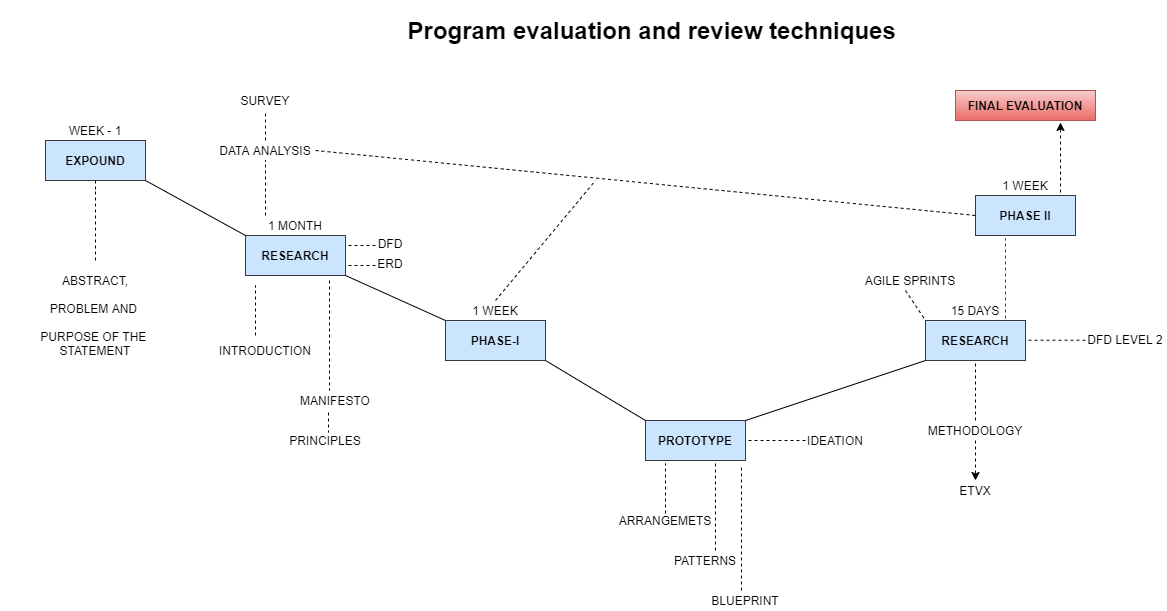 Program evaluation and review techniques
SURVEY
FINAL EVALUATION
WEEK - 1
DATA ANALYSIS
EXPOUND
1 WEEK
PHASE II
1 MONTH
DFD
RESEARCH
ERD
ABSTRACT,
AGILE SPRINTS
PROBLEM AND
1 WEEK
15 DAYS
PURPOSE OF THE
STATEMENT
INTRODUCTION
PHASE-I
RESEARCH
DFD LEVEL 2
MANIFESTO
PRINCIPLES
PROTOTYPE
IDEATION
METHODOLOGY
ETVX
ARRANGEMETS
PATTERNS
BLUEPRINT